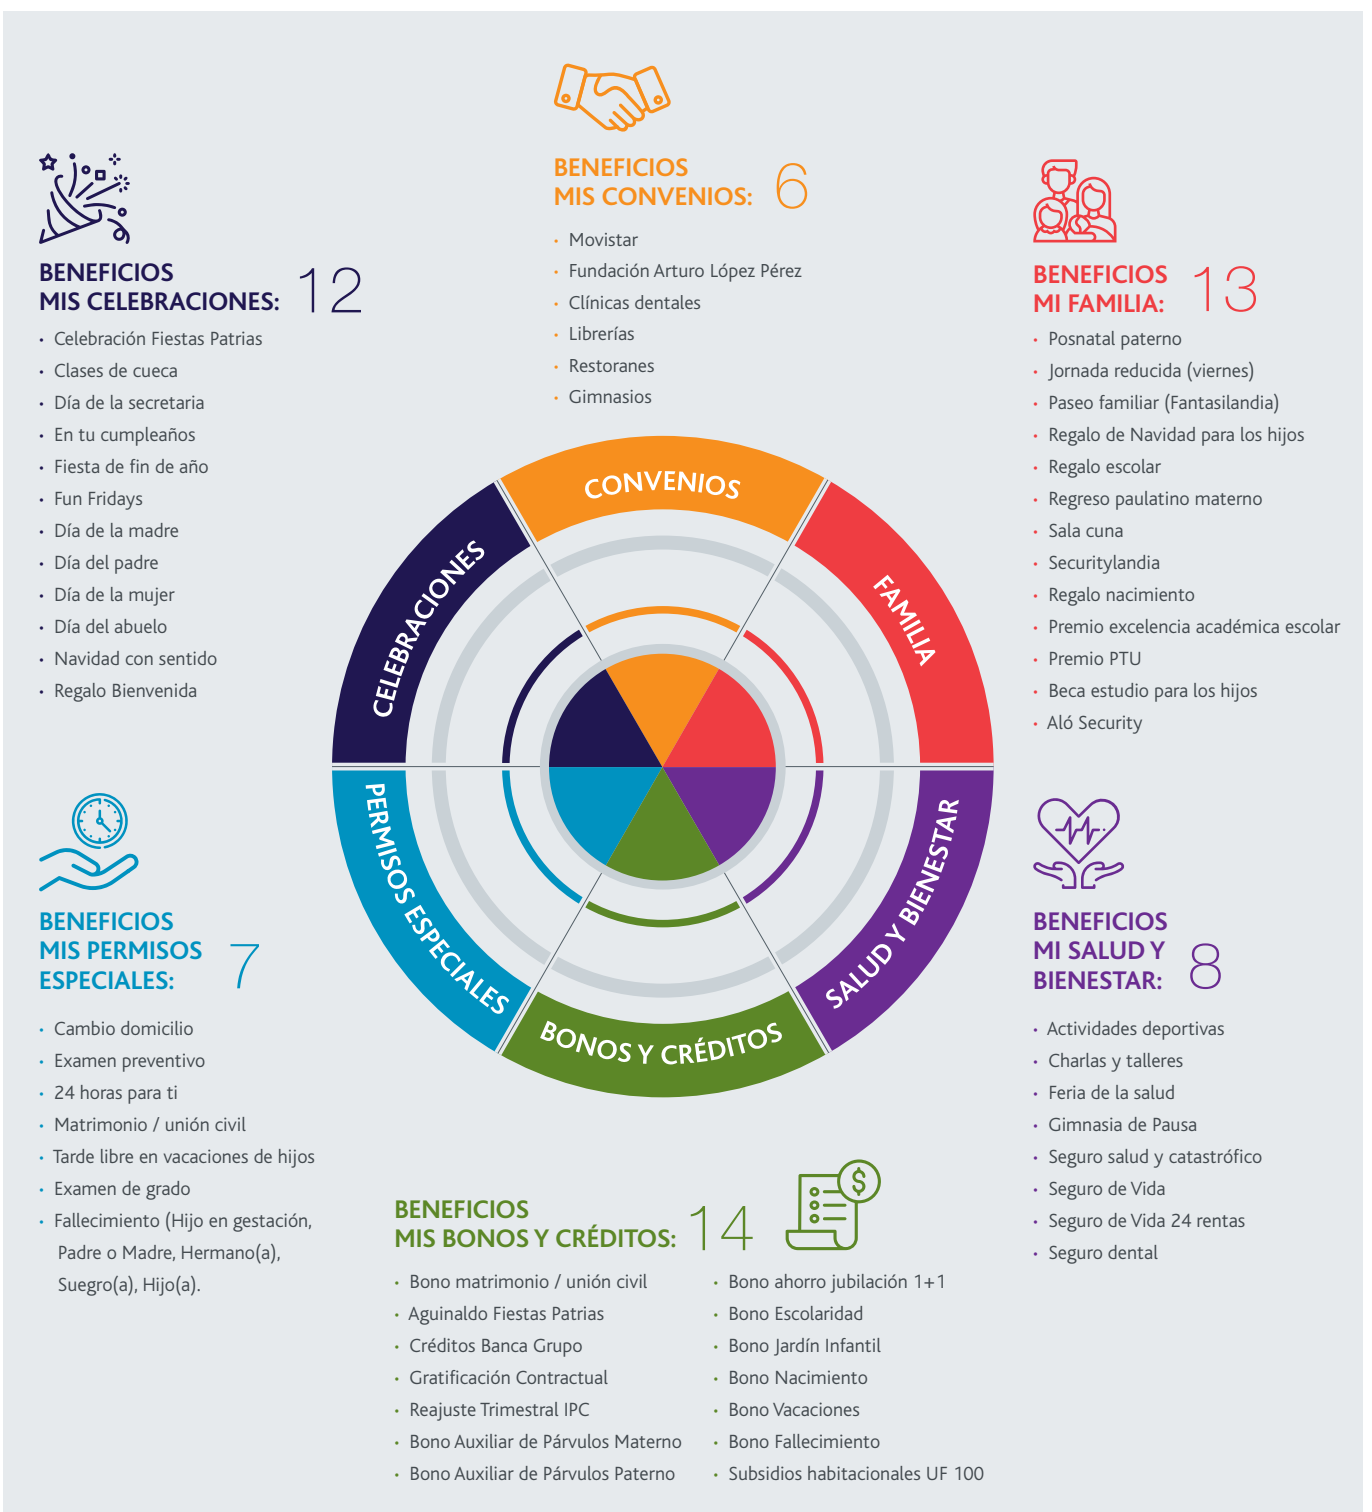 BENEFICIOS
MIS CONVENIOS: 6
• Movistar
• Fundación Arturo López Pérez
• Clínicas dentales
• Librerías
• Restoranes
• Gimnasios
BENEFICIOS
MIS CELEBRACIONES: 12
• Celebración Fiestas Patrias
• Clases de cueca
• Día de la secretaria
• En tu cumpleaños
• Fiesta de fin de año
• Fun Fridays
• Día de la madre
• Día del padre
• Día de la mujer
• Día del abuelo
• Navidad con sentido
• Regalo Bienvenida
BENEFICIOS
MI FAMILIA: 13
• Posnatal paterno
• Jornada reducida (viernes)
• Paseo familiar (Fantasilandia)
• Regalo de Navidad para los hijos
• Regalo escolar
• Regreso paulatino materno
• Sala cuna
• Securitylandia
• Regalo nacimiento
• Premio excelencia académica escolar
• Premio PTU
• Beca estudio para los hijos
• Aló Security
CONVENIOS
CELEBRACIONES
FAMILIA
PERMISOS ESPECIALES
SALUD Y BIENESTAR
BONOS Y CRÉDITOS
BENEFICIOS
MIS PERMISOS
ESPECIALES: 7
• Cambio domicilio
• Examen preventivo
• 24 horas para ti
• Matrimonio / unión civil
• Tarde libre en vacaciones de hijos
• Examen de grado
• Fallecimiento (Hijo en gestación,
Padre o Madre, Hermano(a),
Suegro(a), Hijo(a).
BENEFICIOS
MI SALUD Y
BIENESTAR: 8
• Actividades deportivas
• Charlas y talleres
• Feria de la salud
• Gimnasia de Pausa
• Seguro salud y catastrófico
• Seguro de Vida
• Seguro de Vida 24 rentas
• Seguro dental
$
BENEFICIOS
MIS BONOS Y CRÉDITOS: 14
• Bono matrimonio / unión civil
• Aguinaldo Fiestas Patrias
• Créditos Banca Grupo
• Gratificación Contractual
• Reajuste Trimestral IPC
• Bono Auxiliar de Párvulos Materno
• Bono Auxiliar de Párvulos Paterno
• Bono ahorro jubilación 1+1
• Bono Escolaridad
• Bono Jardín Infantil
• Bono Nacimiento
• Bono Vacaciones
• Bono Fallecimiento
• Subsidios habitacionales UF 100